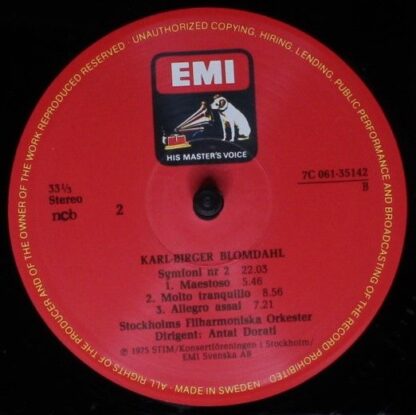 ALL RIGHTS OF THE PRODUCER AND OF THE OWNER OF THE WORK REPRODUCED RESERVED · UNAUTHORIZED COPYING, HIRING, LENDING, PUBLIC PERFORMANCE AND BROADCASTING OF THE RECORD PROHIBITED ·
MADE IN SWEDEN
EMI
HIS MASTER'S VOICE
33⅓
Stereo
ncb
2
7C 061-35142
B
KARL-BIRGER BLOMDAHL
Symfoni nr 2 22.03
1. Maestoso 5.46
2. Molto tranquillo 8.56
3. Allegro assai 7.21
Stockholms Filharmoniska Orkester
Dirigent: Antal Dorati
℗ 1975 STIM/Konsertföreningen i Stockholm/
EMI Svenska AB